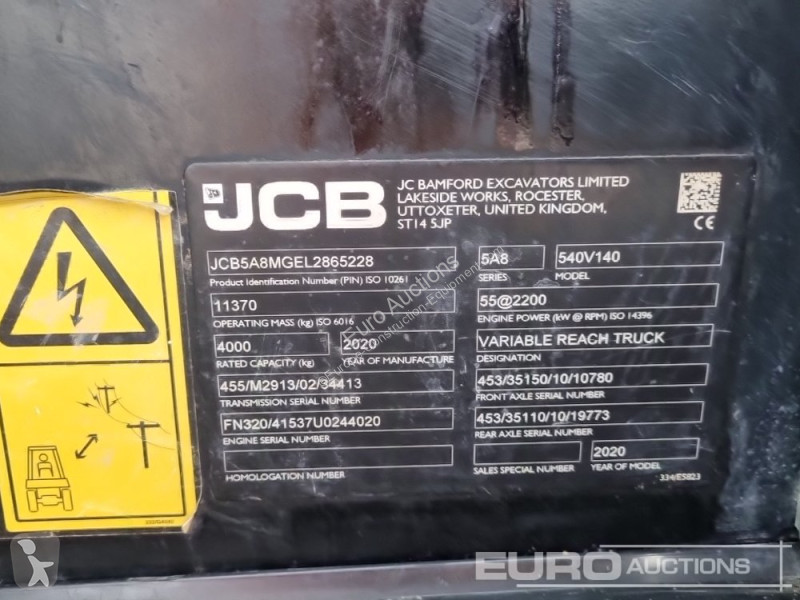 JCB
JC BAMFORD EXCAVATORS LIMITED
LAKESIDE WORKS, ROCESTER,
UTTOXETER, UNITED KINGDOM,
ST14 5JP
CE
JCB5A8MGEL2865228
Product Identification Number (PIN) ISO 10261
5A8
SERIES
540V140
MODEL
11370
OPERATING MASS (kg) ISO 6016
55@2200
ENGINE POWER (kW @ RPM) ISO 14396
4000
RATED CAPACITY (kg)
2020
YEAR OF MANUFACTURE
VARIABLE REACH TRUCK
DESIGNATION
455/M2913/02/34413
TRANSMISSION SERIAL NUMBER
453/35150/10/10780
FRONT AXLE SERIAL NUMBER
FN320/41537U0244020
ENGINE SERIAL NUMBER
453/35110/10/19773
REAR AXLE SERIAL NUMBER
HOMOLOGATION NUMBER
SALES SPECIAL NUMBER
2020
YEAR OF MODEL
334/E5823
Euro Auctions
EURO AUCTIONS